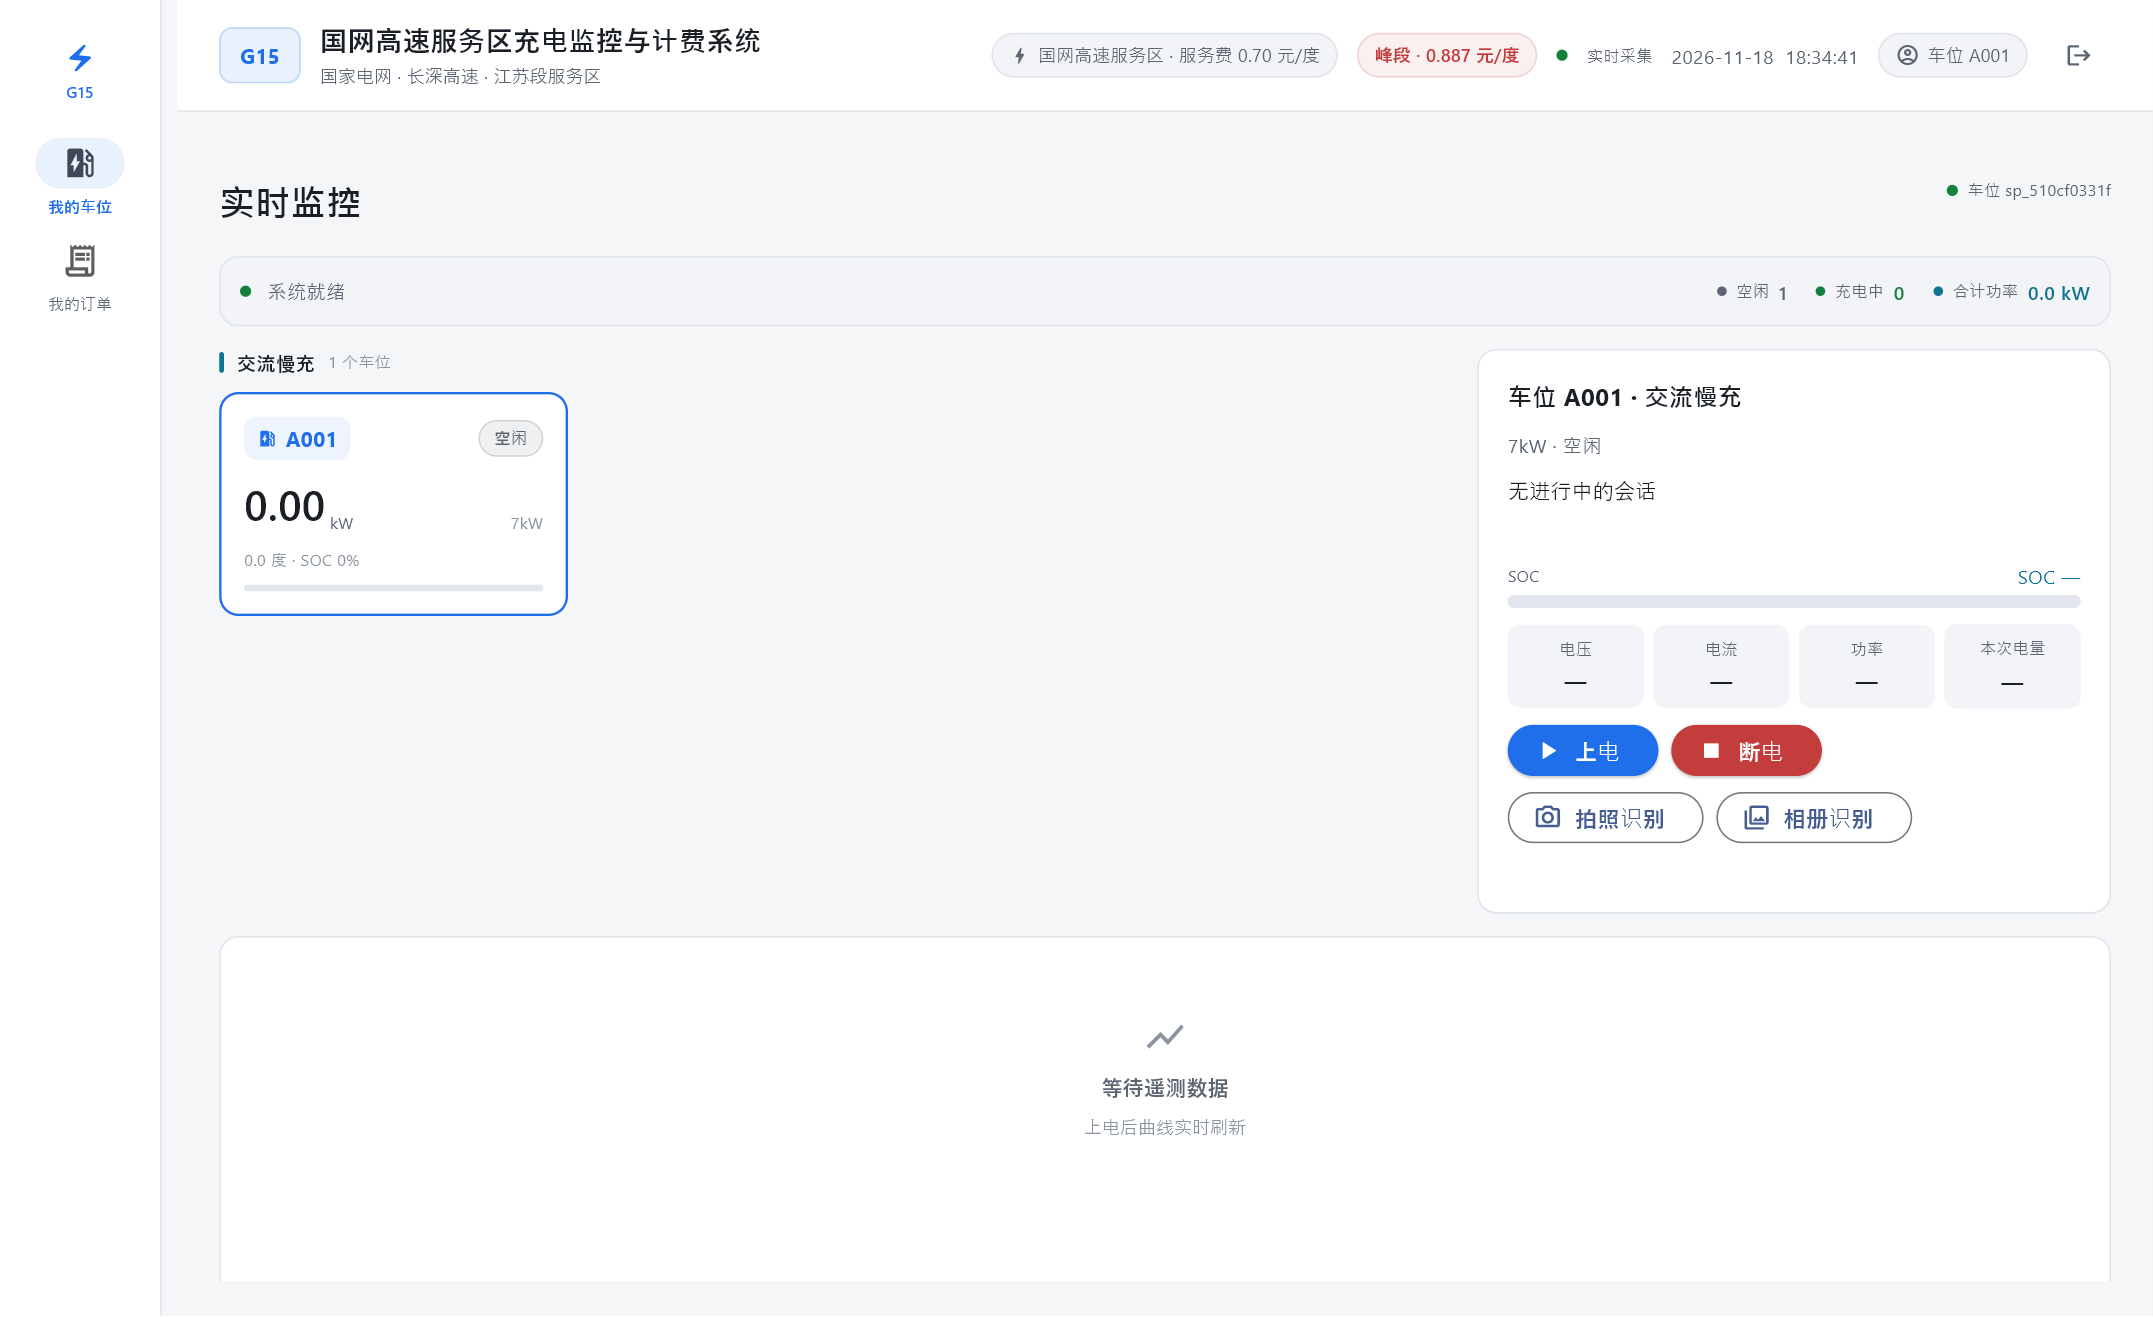 G15
我的车位
我的订单
G15
国网高速服务区充电监控与计费系统
国家电网 · 长深高速 · 江苏段服务区
国网高速服务区 · 服务费 0.70 元/度
峰段 · 0.887 元/度
实时采集
2026-11-18 18:34:41
车位 A001
实时监控
车位 sp_510cf0331f
系统就绪
空闲 1
充电中 0
合计功率 0.0 kW
交流慢充 1 个车位
A001
空闲
0.00 kW
7kW
0.0 度 · SOC 0%
车位 A001 · 交流慢充
7kW · 空闲
无进行中的会话
SOC
SOC —
电压
—
电流
—
功率
—
本次电量
—
上电
断电
拍照识别
相册识别
等待遥测数据
上电后曲线实时刷新